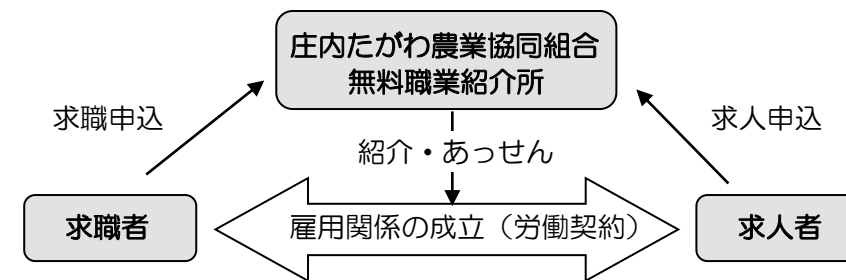 庄内たがわ農業協同組合
無料職業紹介所
求職申込
求人申込
紹介・あっせん
求職者
雇用関係の成立（労働契約）
求人者